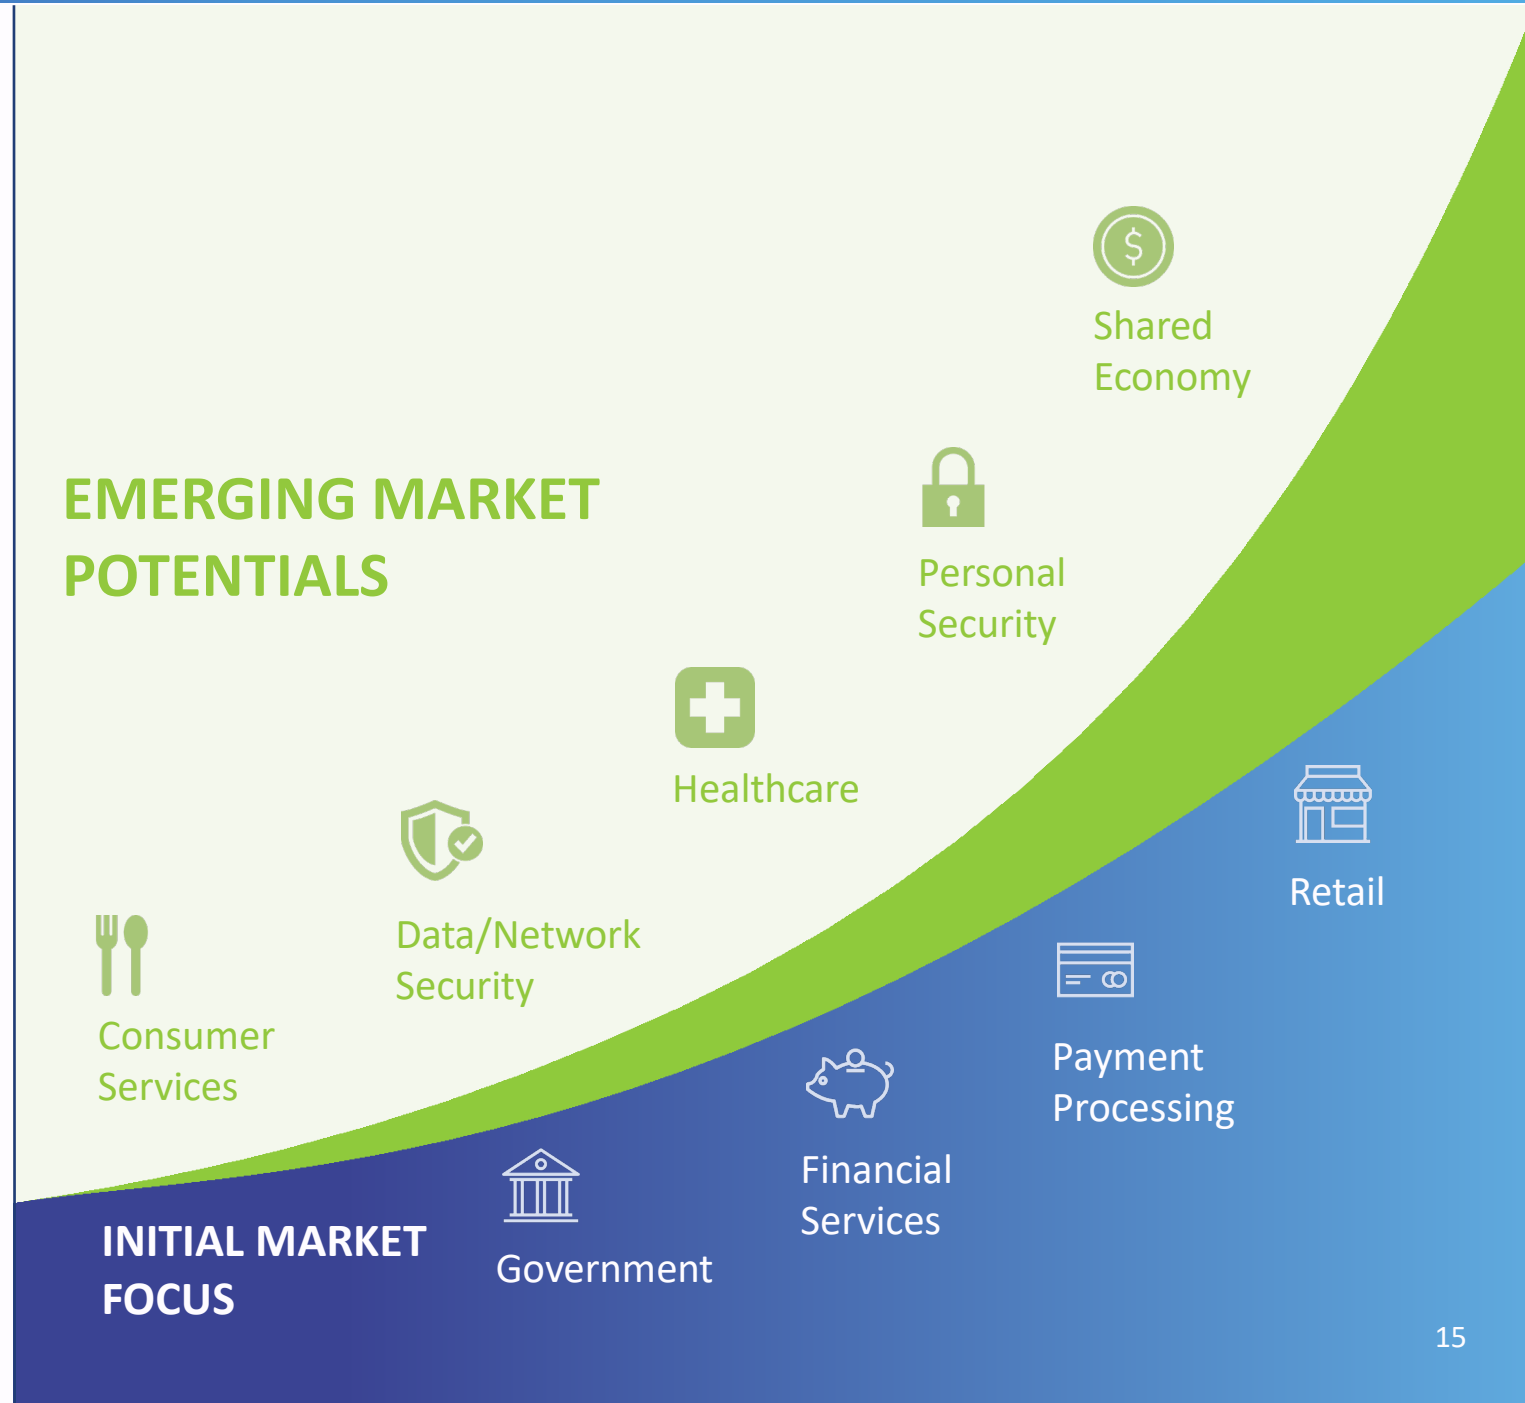 Shared
Economy
EMERGING MARKET
POTENTIALS
Personal
Security
Healthcare
Data/Network
Security
Consumer
Services
Retail
Payment
Processing
Financial
Services
Government
INITIAL MARKET
FOCUS
$
15